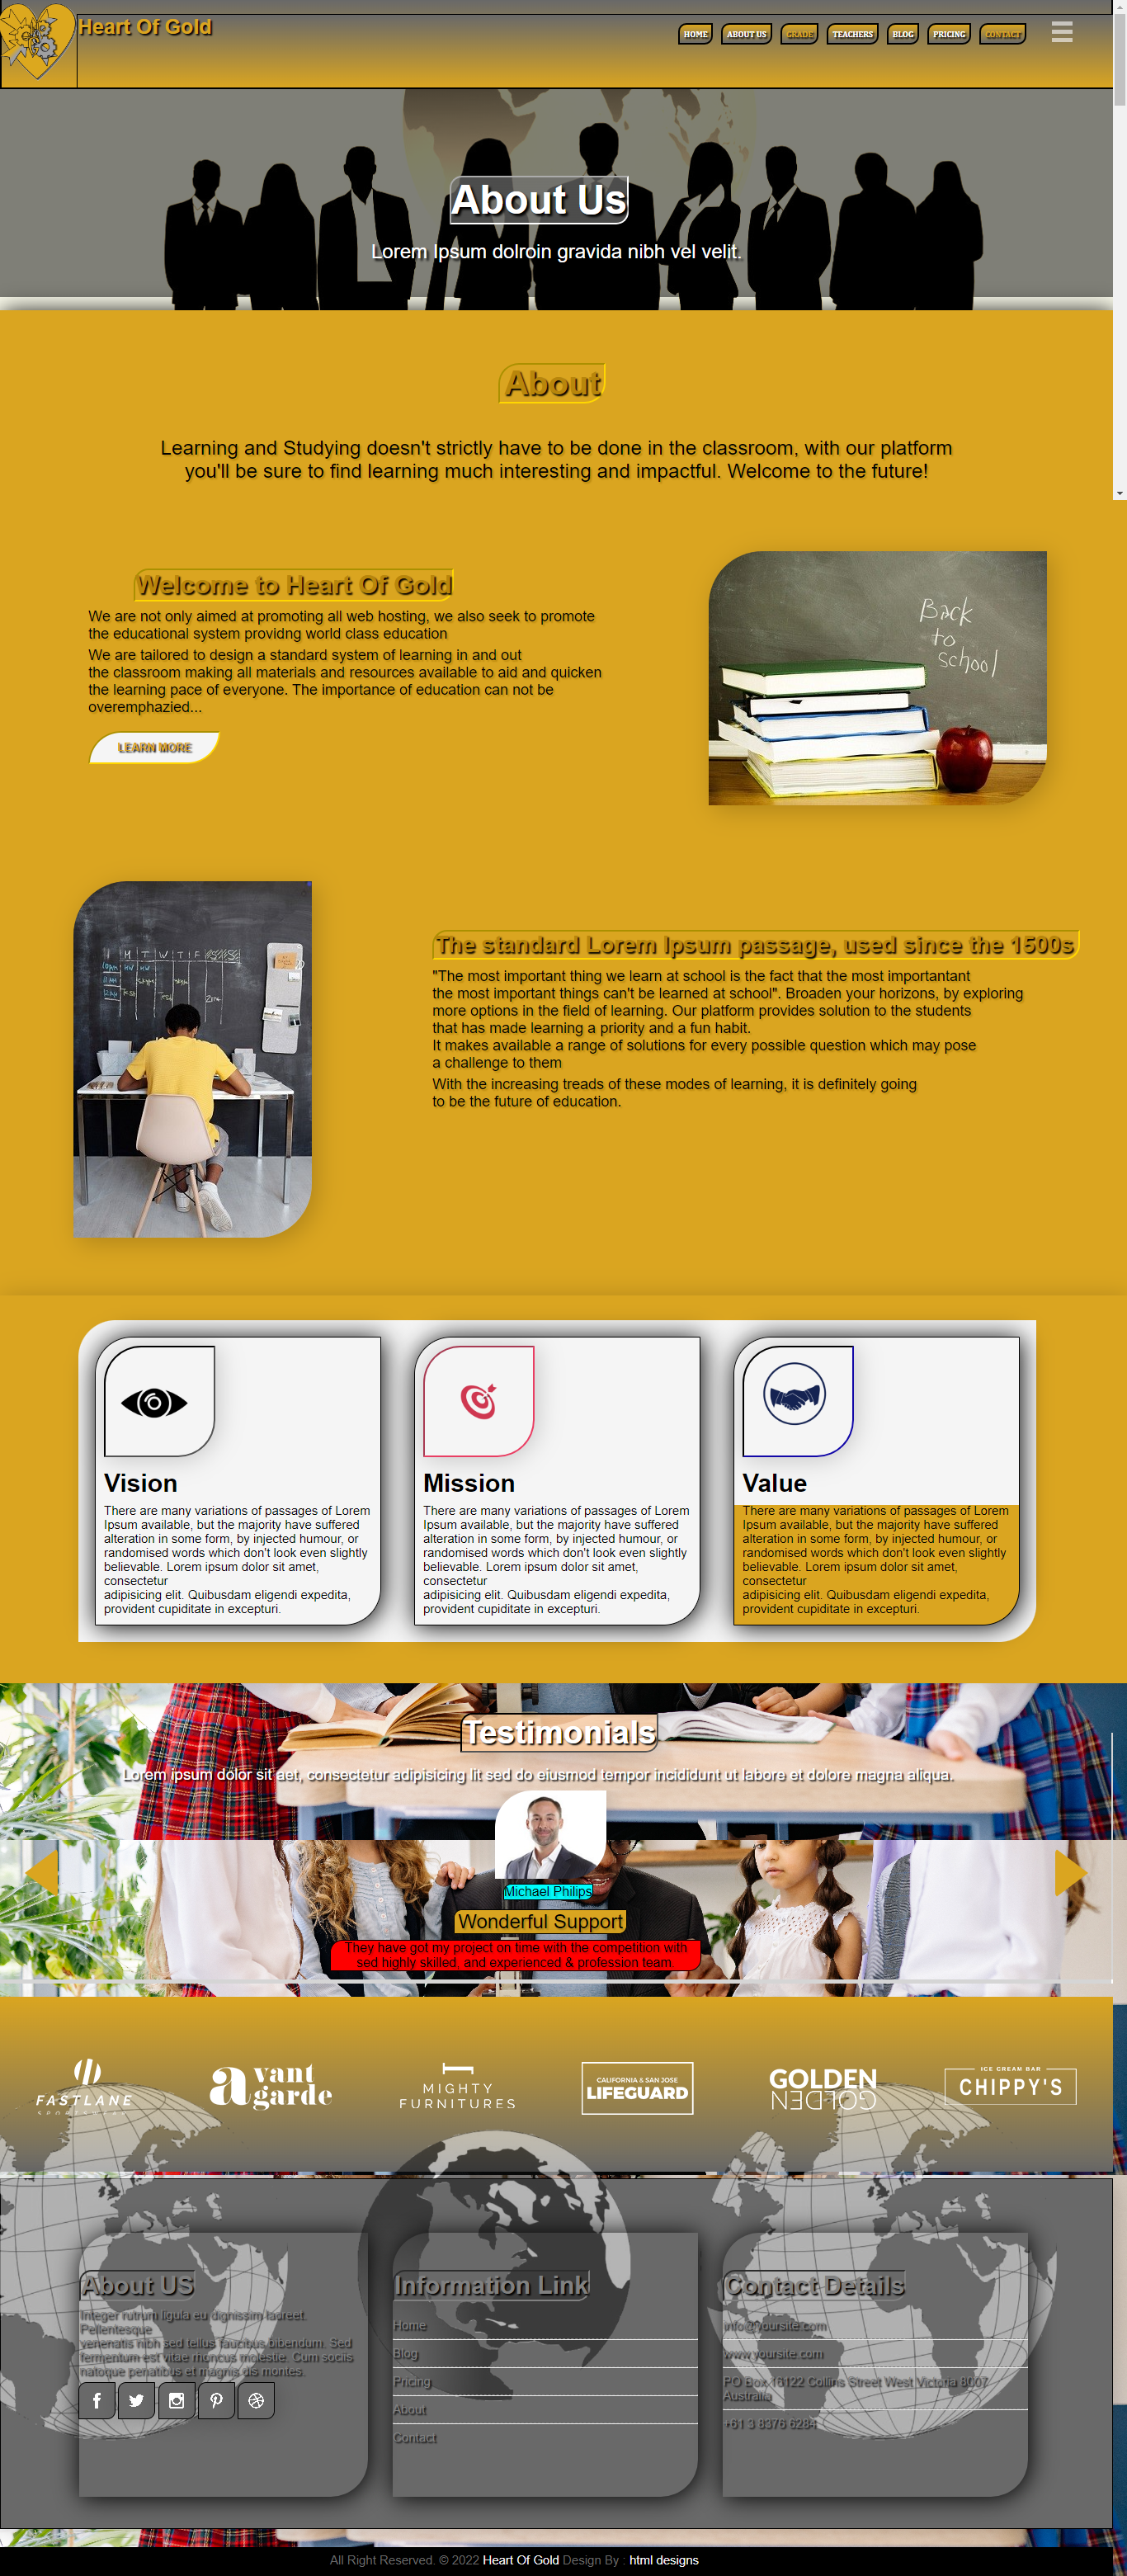 Heart Of Gold
HOME ABOUT US GRADE TEACHERS BLOG PRICING CONTACT
About Us
Lorem Ipsum dolroin gravida nibh vel velit.
About
Learning and Studying doesn't strictly have to be done in the classroom, with our platform
you'll be sure to find learning much interesting and impactful. Welcome to the future!
Welcome to Heart Of Gold
We are not only aimed at promoting all web hosting, we also seek to promote
the educational system providng world class education
We are tailored to design a standard system of learning in and out
the classroom making all materials and resources available to aid and quicken
the learning pace of everyone. The importance of education can not be
overemphazied...
LEARN MORE
Back
to
school
M T W T F
The standard Lorem Ipsum passage, used since the 1500s
"The most important thing we learn at school is the fact that the most importantant
the most important things can't be learned at school". Broaden your horizons, by exploring
more options in the field of learning. Our platform provides solution to the students
that has made learning a priority and a fun habit.
It makes available a range of solutions for every possible question which may pose
a challenge to them
With the increasing treads of these modes of learning, it is definitely going
to be the future of education.
Vision
There are many variations of passages of Lorem
Ipsum available, but the majority have suffered
alteration in some form, by injected humour, or
randomised words which don't look even slightly
believable. Lorem ipsum dolor sit amet,
consectetur
adipisicing elit. Quibusdam eligendi expedita,
provident cupiditate in excepturi.
Mission
There are many variations of passages of Lorem
Ipsum available, but the majority have suffered
alteration in some form, by injected humour, or
randomised words which don't look even slightly
believable. Lorem ipsum dolor sit amet,
consectetur
adipisicing elit. Quibusdam eligendi expedita,
provident cupiditate in excepturi.
Value
There are many variations of passages of Lorem
Ipsum available, but the majority have suffered
alteration in some form, by injected humour, or
randomised words which don't look even slightly
believable. Lorem ipsum dolor sit amet,
consectetur
adipisicing elit. Quibusdam eligendi expedita,
provident cupiditate in excepturi.
Testimonials
Lorem ipsum dolor sit aet, consectetur adipisicing lit sed do eiusmod tempor incididunt ut labore et dolore magna aliqua.
Michael Philips
Wonderful Support
They have got my project on time with the competition with
sed highly skilled, and experienced & profession team.
FASTLANE
SPORTSWEAR
avant
garde
MIGHTY
FURNITURES
CALIFORNIA & SAN JOSE
LIFEGUARD
GOLDEN
GOLDEN
ICE CREAM BAR
CHIPPY'S
About US
Integer rutrum ligula eu dignissim laoreet.
Pellentesque
venenatis nibh sed tellus faucibus bibendum. Sed
fermentum est vitae rhoncus molestie. Cum sociis
natoque penatibus et magnis dis montes.
Information Link
Home
Blog
Pricing
About
Contact
Contact Details
info@yoursite.com
www.yoursite.com
PO Box 16122 Collins Street West Victoria 8007
Australia
+61 3 8376 6284
All Right Reserved. © 2022 Heart Of Gold Design By : html designs